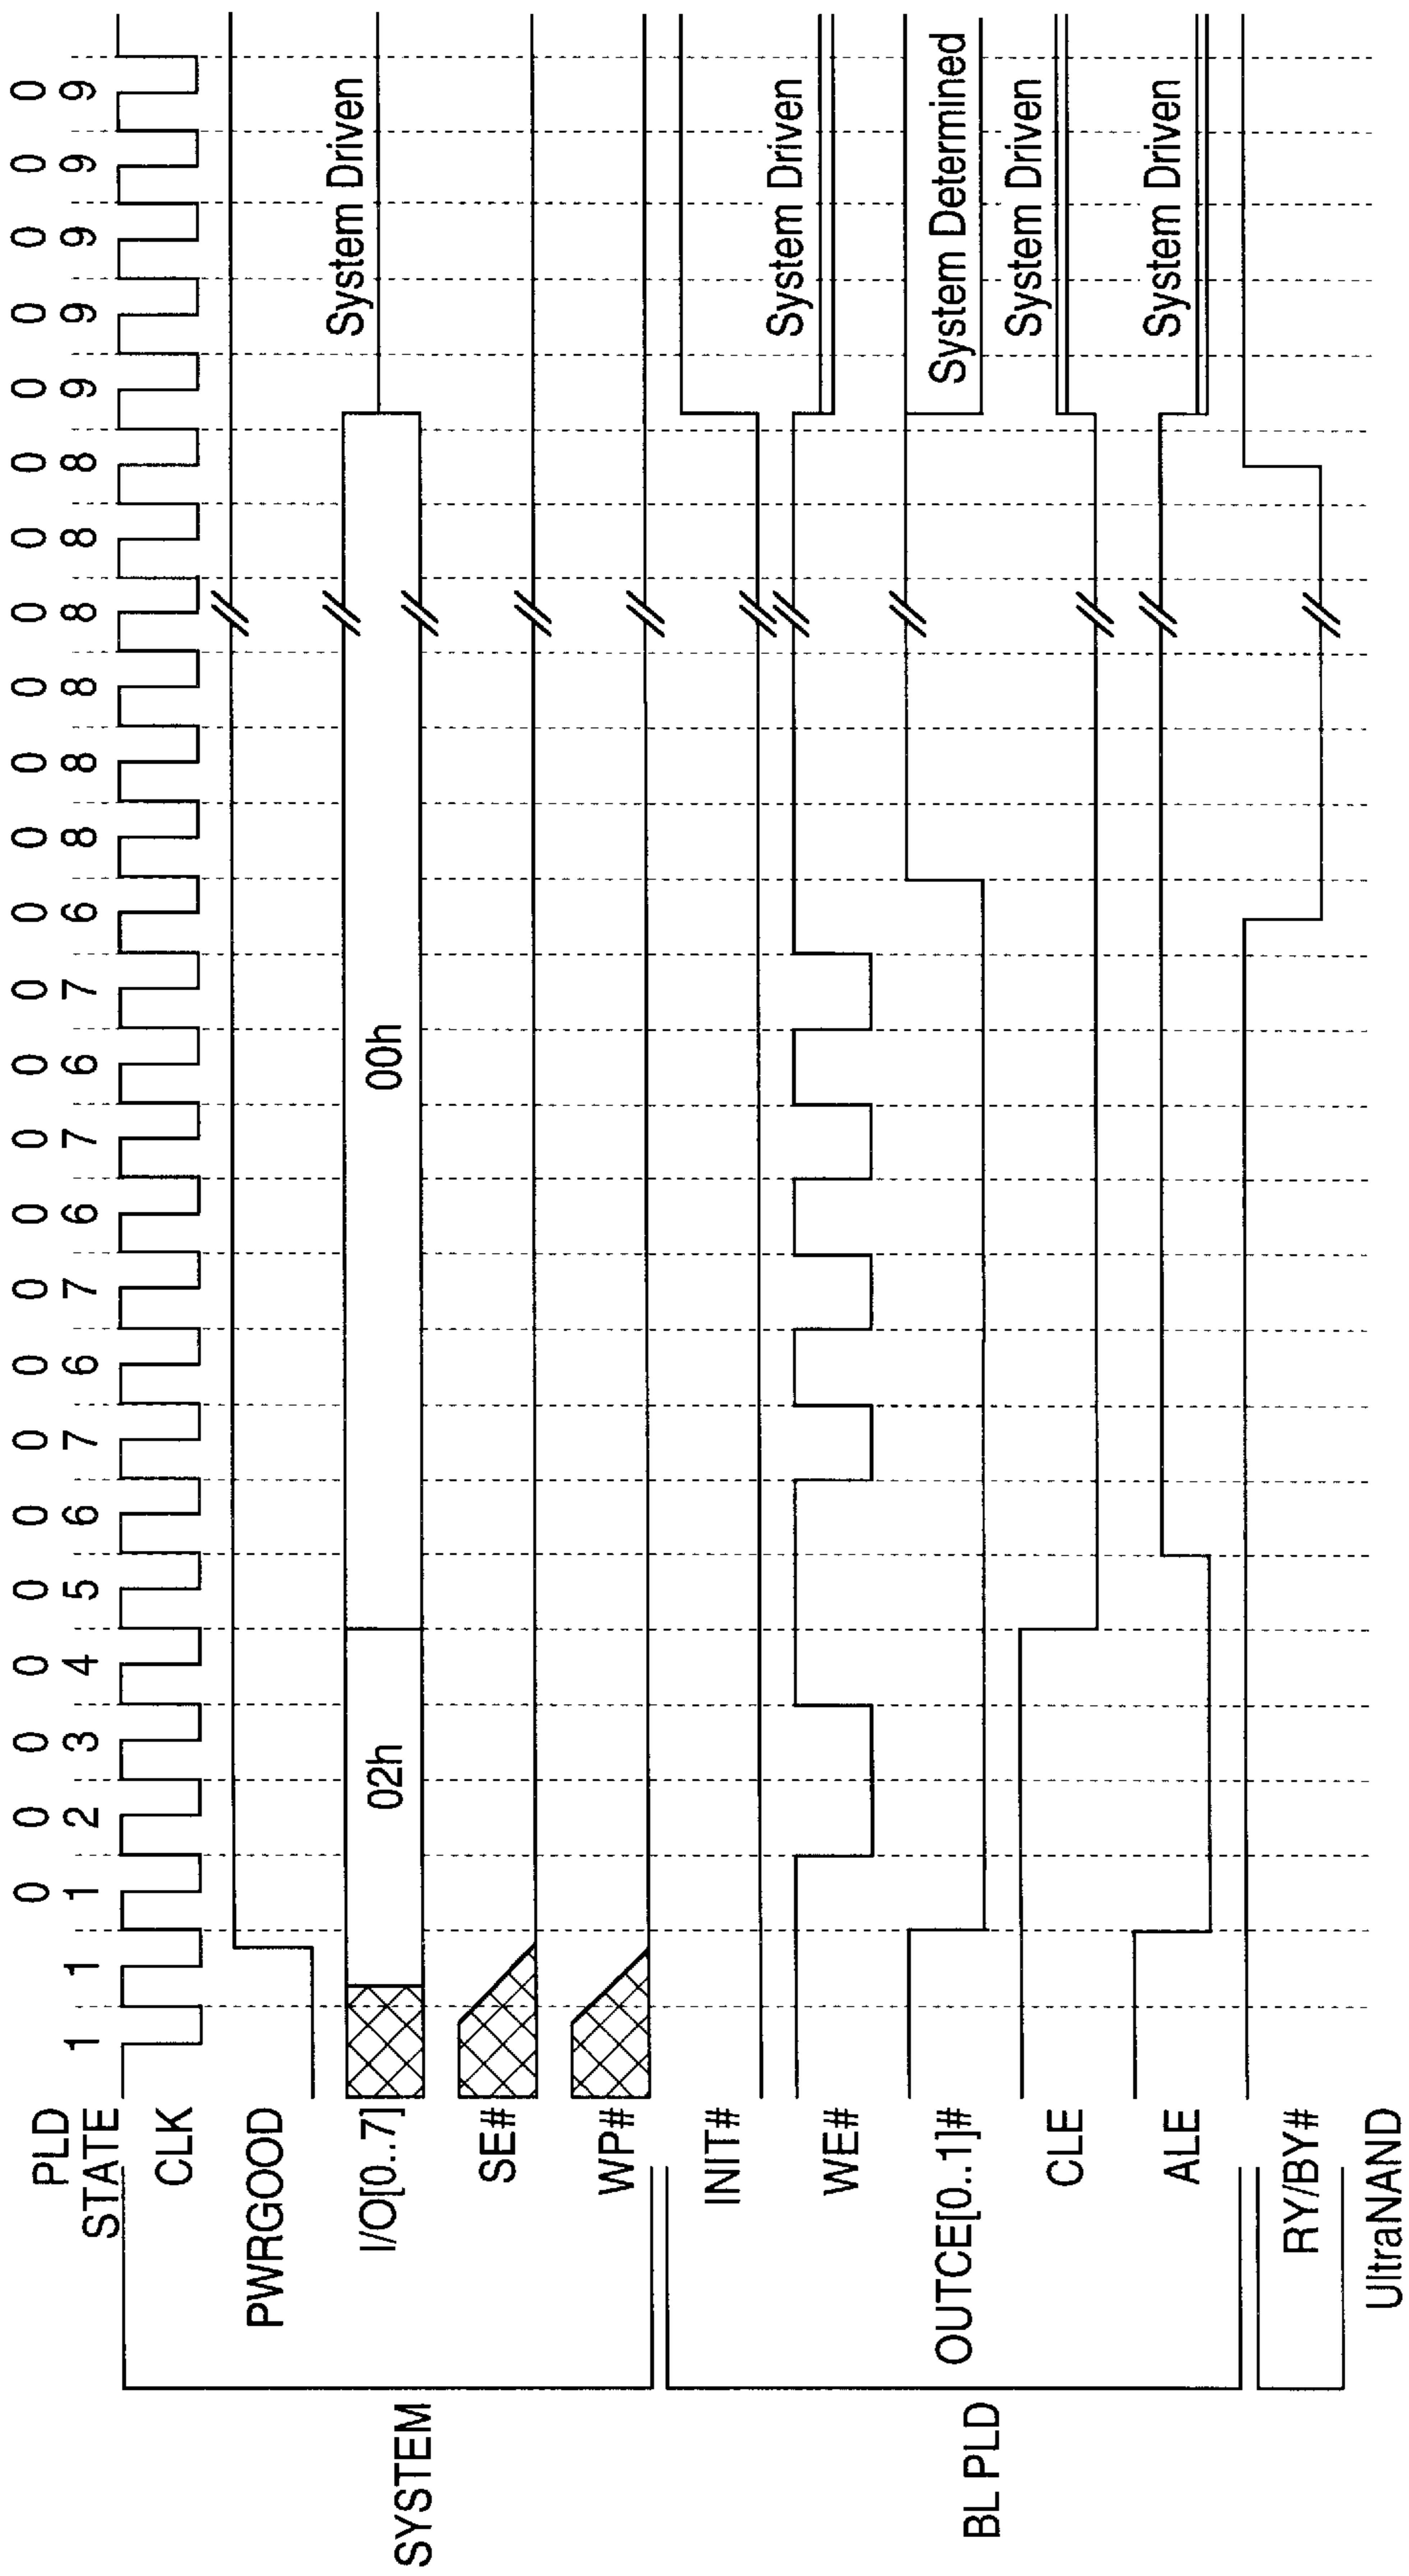 PLD 0 0 0 0 0 0 0 0 0 0 0 0 0 0 0 0 0 0 0 0 0 0 0 0 0
STATE 1 1 1 2 3 4 5 6 7 6 7 6 7 6 7 6 8 8 8 8 8 8 9 9 9 9 9
CLK
PWRGOOD
I/O[0..7] 02h 00h System Driven
SYSTEM
SE#
WP#
INIT#
WE# System Driven
OUTCE[0..1]# System Determined
BL PLD
CLE System Driven
ALE System Driven
RY/BY#
UltraNAND